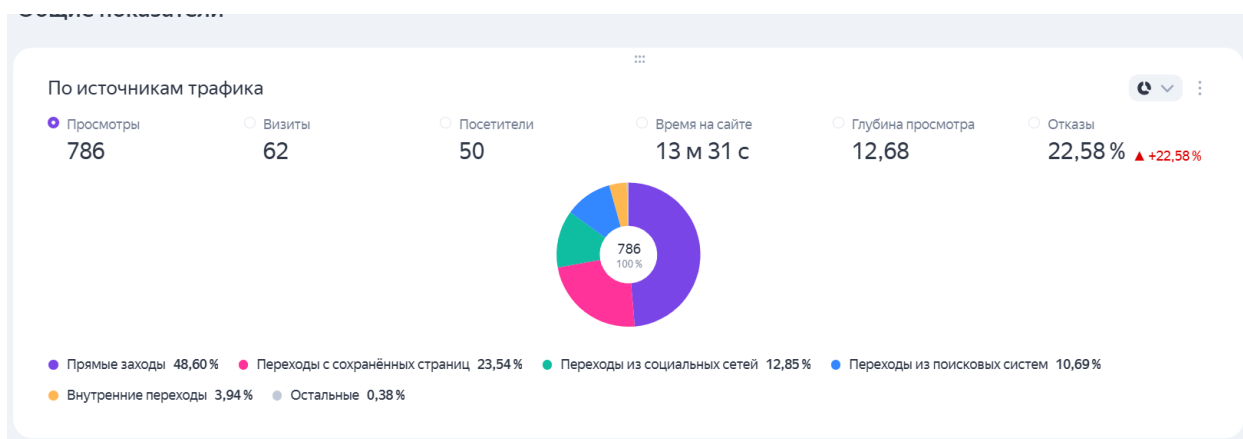 Общие показатели
По источникам трафика
Просмотры Визиты Посетители Время на сайте Глубина просмотра Отказы
786 62 50 13 м 31 с 12,68 22,58 % ▲ +22,58 %
786
100 %
Прямые заходы 48,60 % Переходы с сохранённых страниц 23,54 % Переходы из социальных сетей 12,85 % Переходы из поисковых систем 10,69 %
Внутренние переходы 3,94 % Остальные 0,38 %